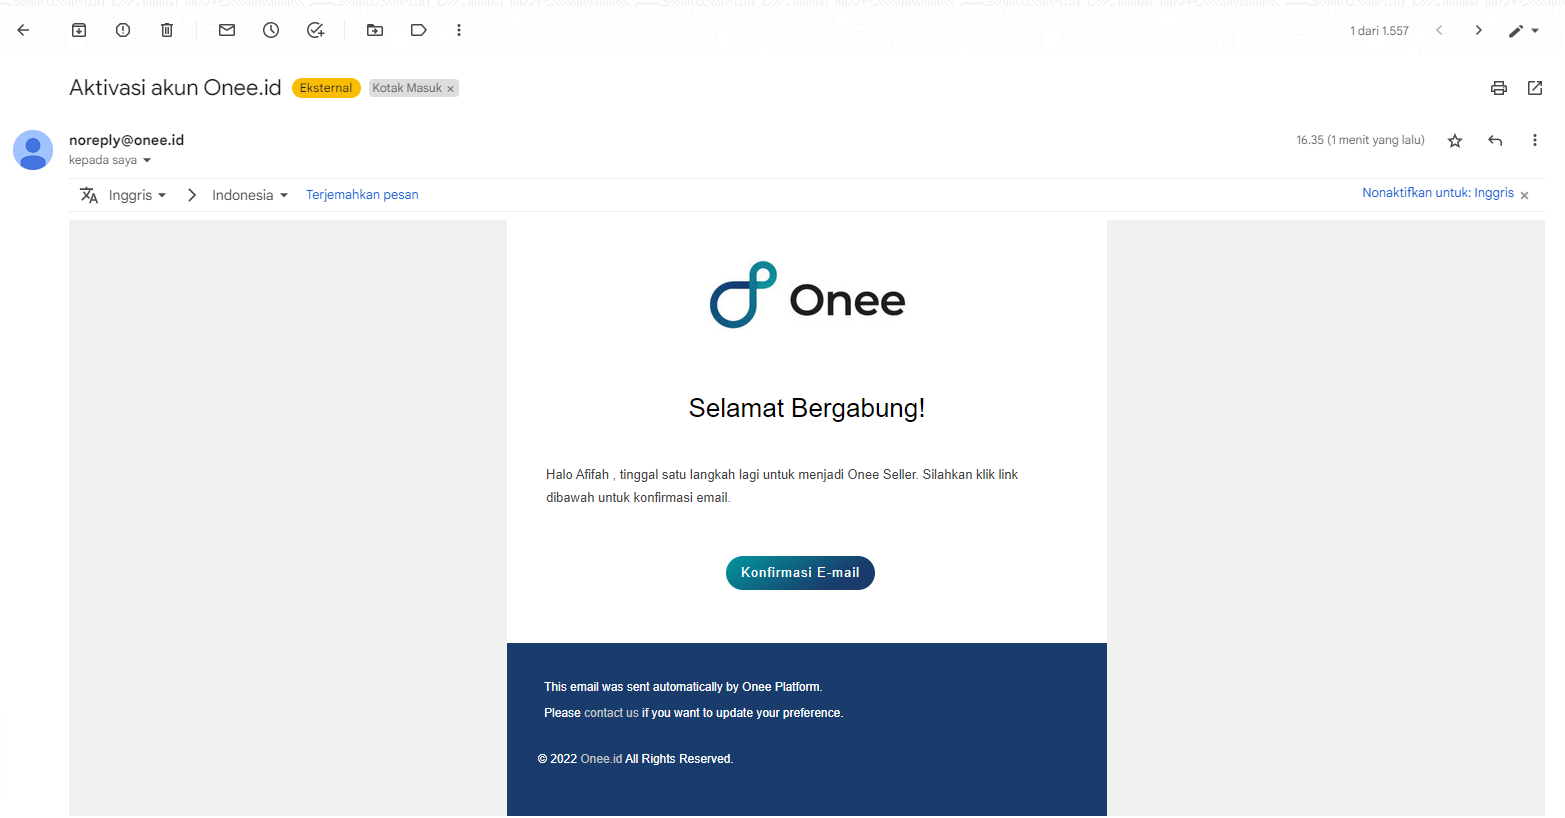 1 dari 1.557
Aktivasi akun Onee.id Eksternal Kotak Masuk ×
noreply@onee.id 16.35 (1 menit yang lalu)
kepada saya
Inggris Indonesia Terjemahkan pesan Nonaktifkan untuk: Inggris ×
Onee
Selamat Bergabung!
Halo Afifah , tinggal satu langkah lagi untuk menjadi Onee Seller. Silahkan klik link
dibawah untuk konfirmasi email.
Konfirmasi E-mail
This email was sent automatically by Onee Platform.
Please contact us if you want to update your preference.
© 2022 Onee.id All Rights Reserved.